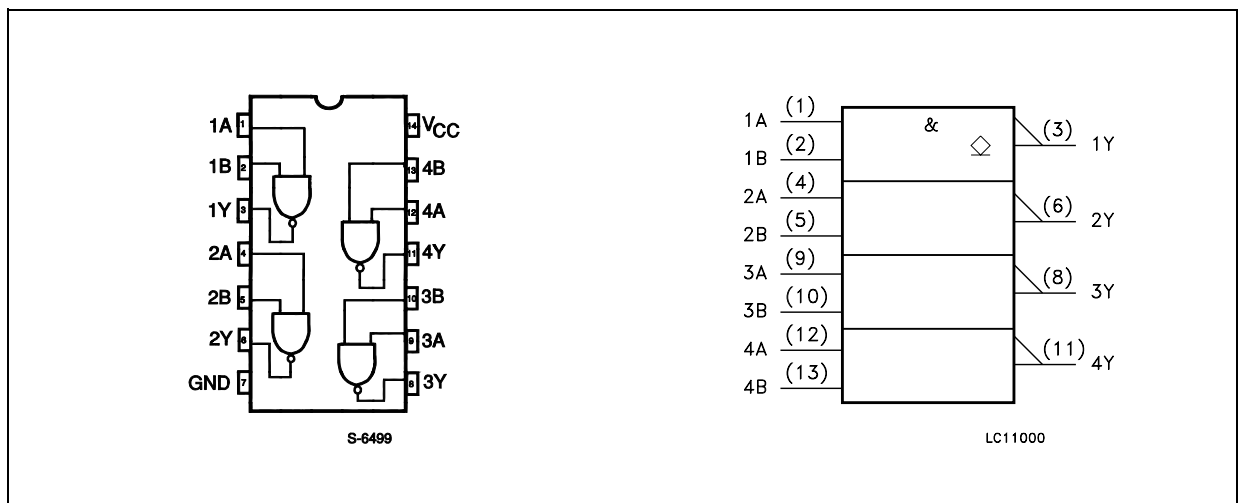 1A 1 14 VCC
1B 2 13 4B
1Y 3 12 4A
2A 4 11 4Y
2B 5 10 3B
2Y 6 9 3A
GND 7 8 3Y
S-6499
1A (1)
1B (2)
2A (4)
2B (5)
3A (9)
3B (10)
4A (12)
4B (13)
&
(3) 1Y
(6) 2Y
(8) 3Y
(11) 4Y
LC11000